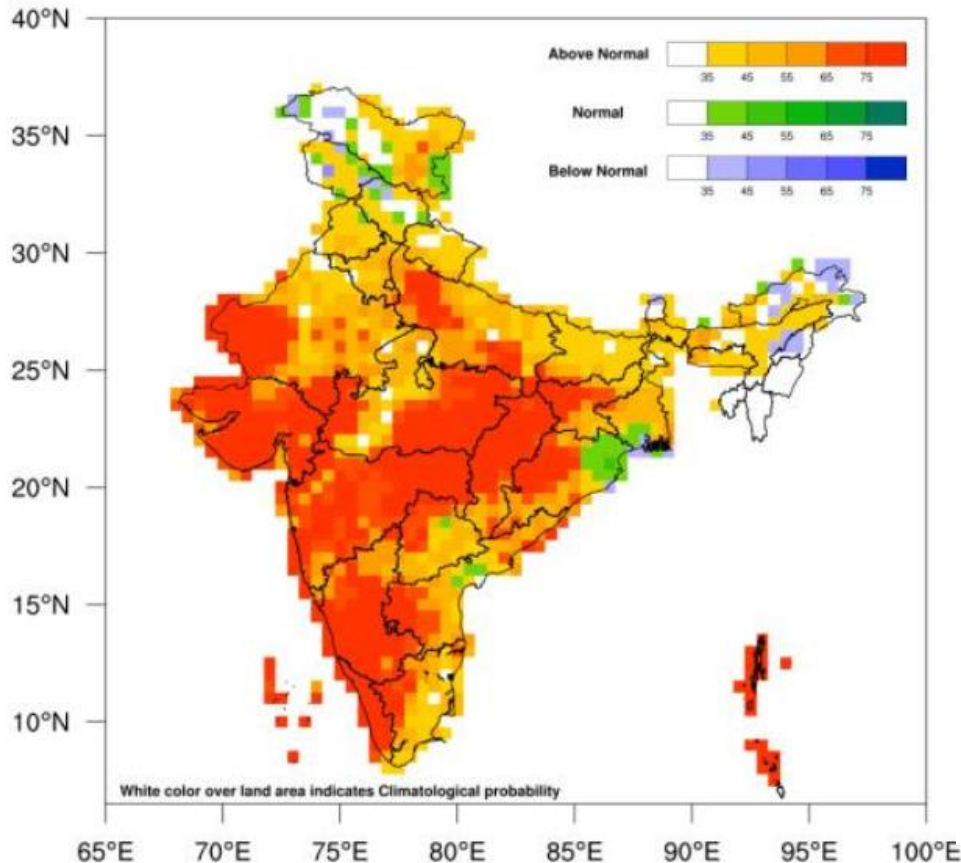 40°N
Above Normal
35 45 55 65 75
35°N
Normal
35 45 55 65 75
Below Normal
35 45 55 65 75
30°N
25°N
20°N
15°N
10°N
White color over land area indicates Climatological probability
65°E 70°E 75°E 80°E 85°E 90°E 95°E 100°E